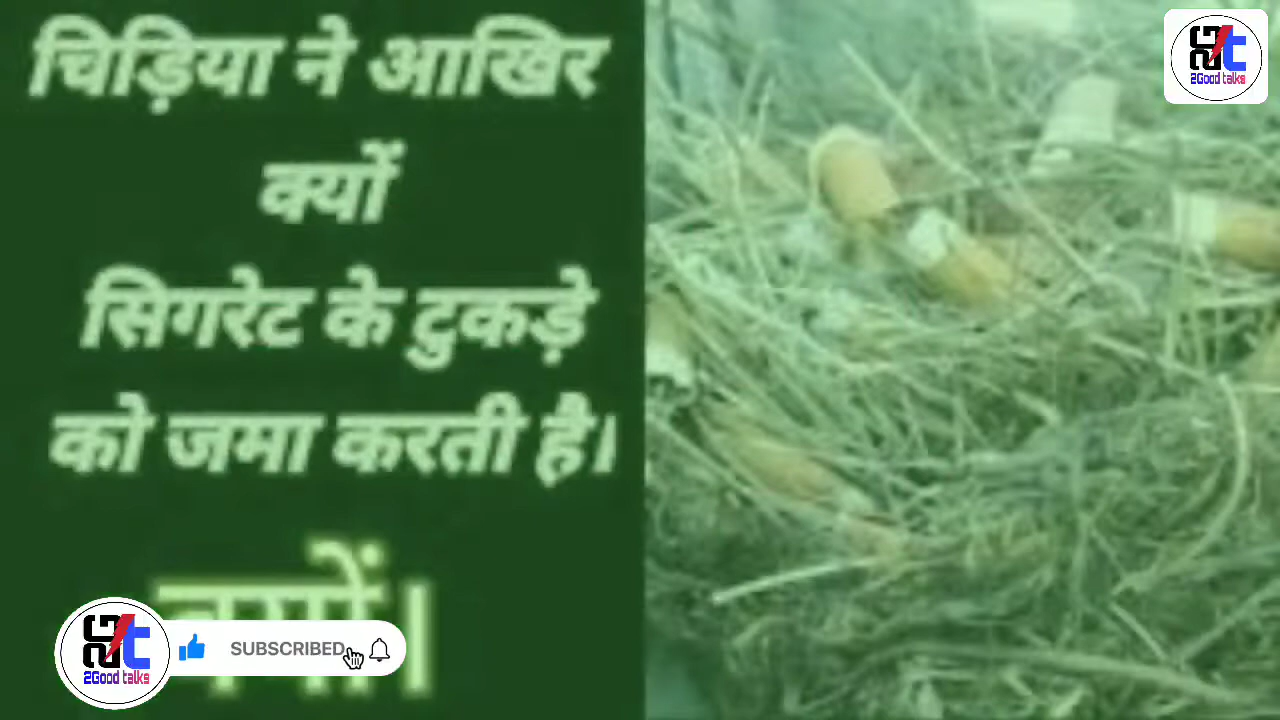 चिड़िया ने आखिर
क्यों
सिगरेट के टुकड़े
को जमा करती है।
2Good talks
SUBSCRIBED
2Good talks